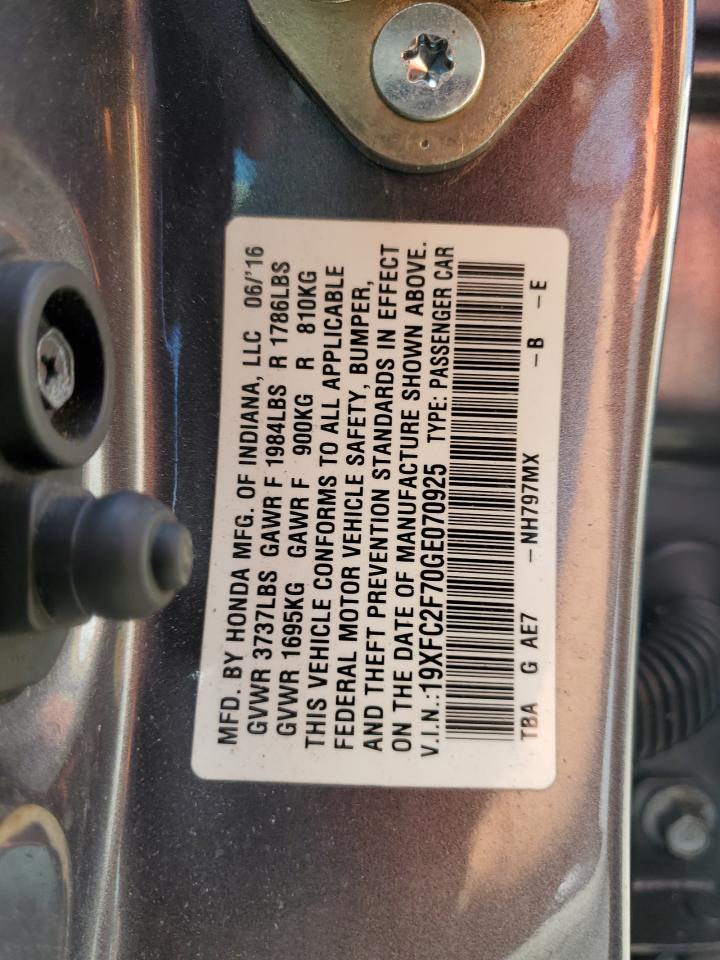 MFD. BY HONDA MFG. OF INDIANA, LLC 06/'16
GVWR 3737LBS GAWR F 1984LBS R 1786LBS
GVWR 1695KG GAWR F 900KG R 810KG
THIS VEHICLE CONFORMS TO ALL APPLICABLE
FEDERAL MOTOR VEHICLE SAFETY, BUMPER,
AND THEFT PREVENTION STANDARDS IN EFFECT
ON THE DATE OF MANUFACTURE SHOWN ABOVE.
V.I.N.:19XFC2F70GE070925 TYPE: PASSENGER CAR
TBA G AE7 -NH797MX -B -E